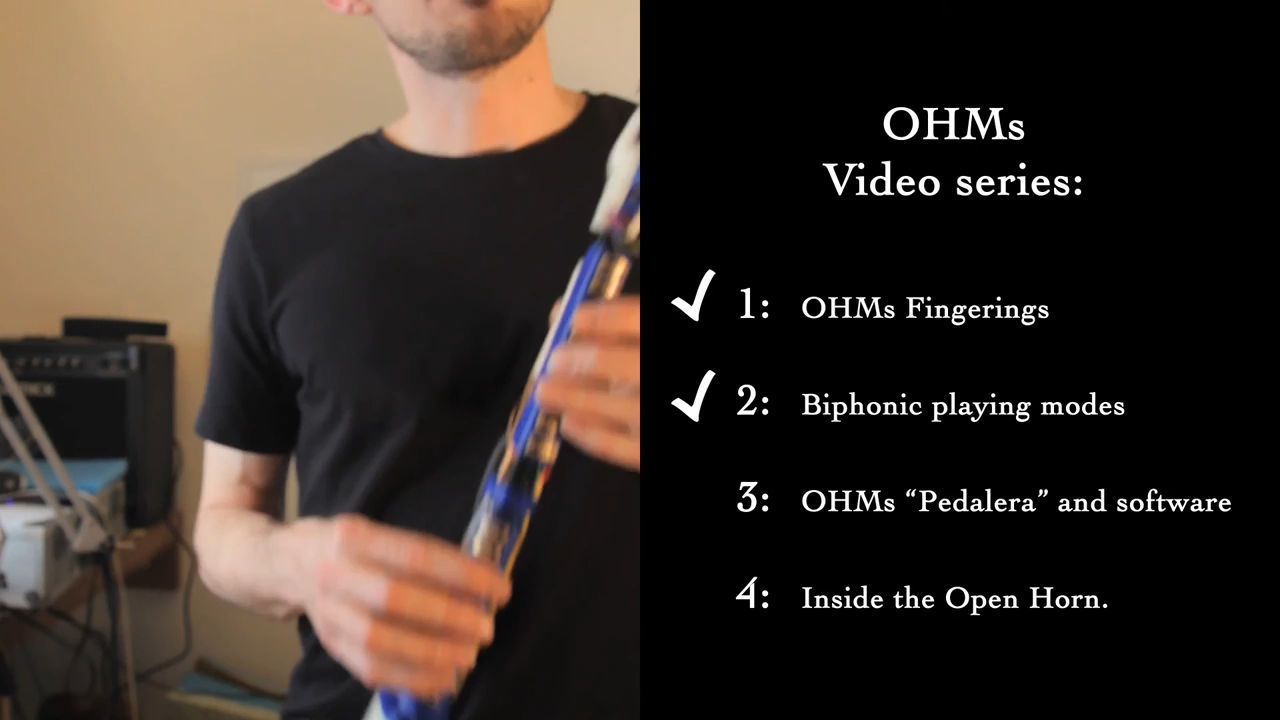 OHMs
Video series:
1: OHMs Fingerings
2: Biphonic playing modes
3: OHMs “Pedalera” and software
4: Inside the Open Horn.